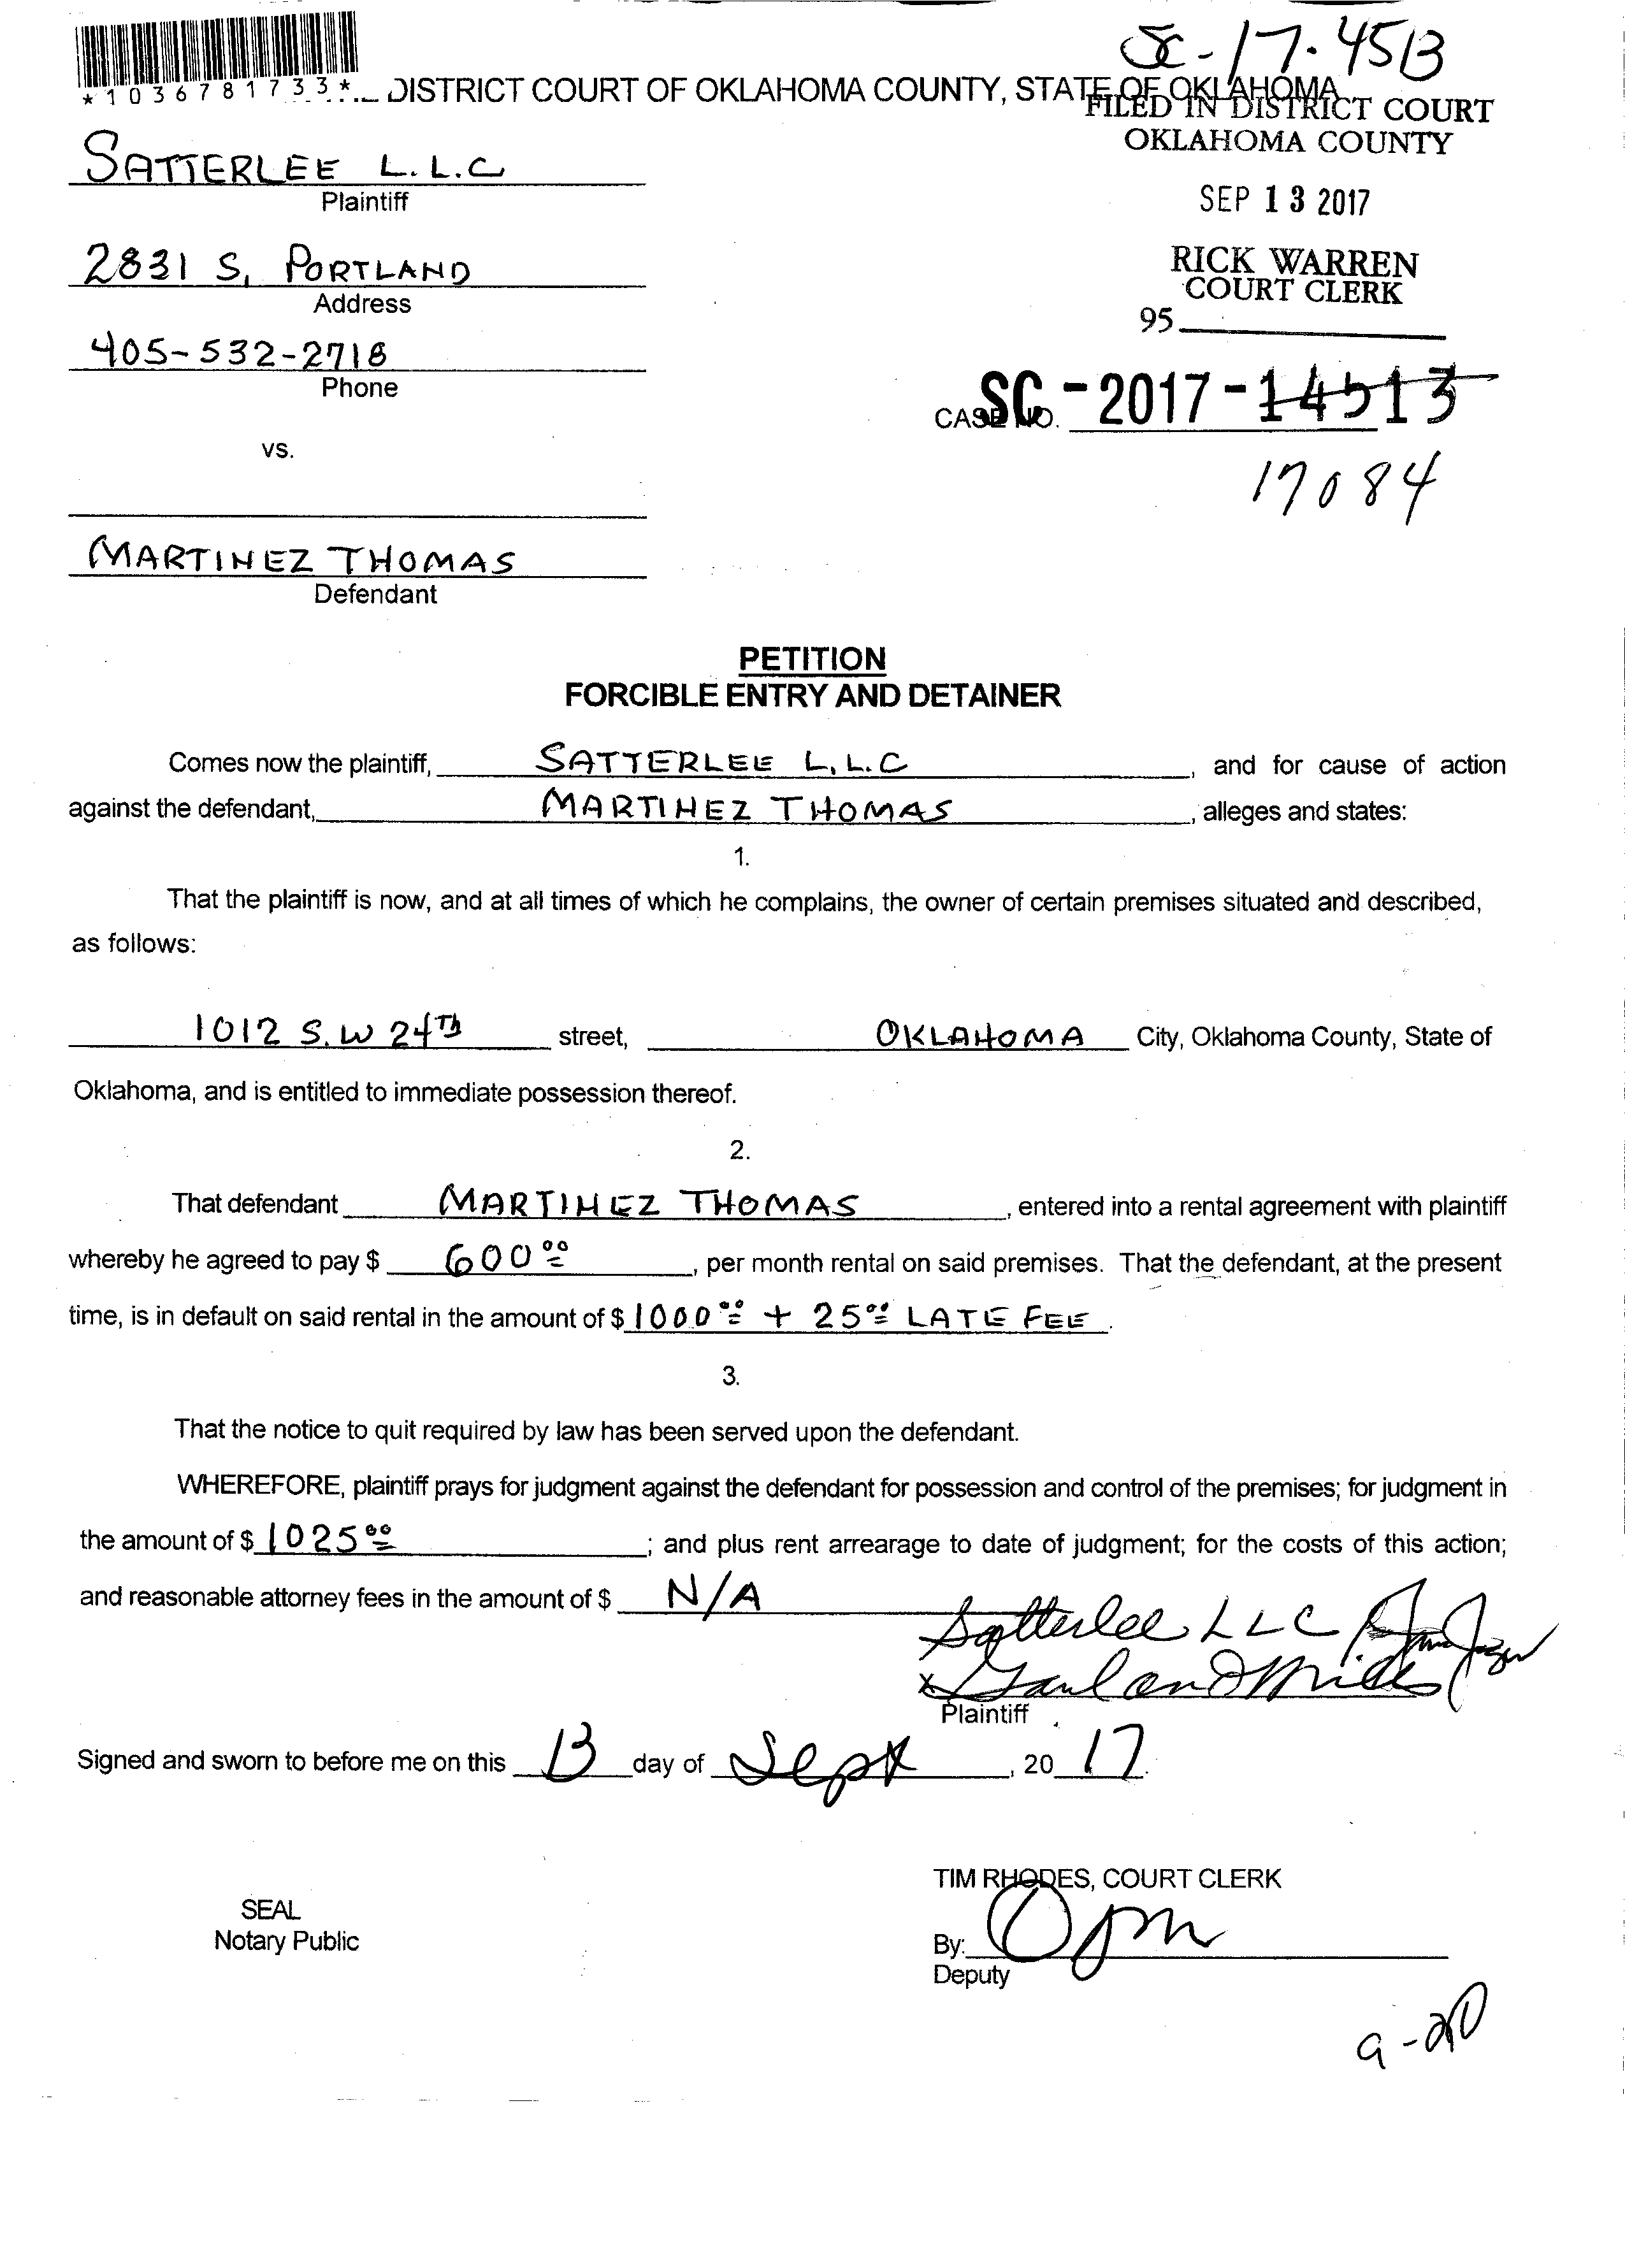 SC-17-4513
*1036781733* DISTRICT COURT OF OKLAHOMA COUNTY, STATE OF OKLAHOMA
FILED IN DISTRICT COURT
OKLAHOMA COUNTY
SATTERLEE L.L.C
Plaintiff
SEP 13 2017
2831 S. PORTLAND
Address
RICK WARREN
COURT CLERK
95
405-532-2718
Phone
CASE NO. SC-2017-14513
vs.
17084
MARTINEZ THOMAS
Defendant
PETITION
FORCIBLE ENTRY AND DETAINER
Comes now the plaintiff, SATTERLEE L.L.C, and for cause of action
against the defendant, MARTINEZ THOMAS, alleges and states:
1.
That the plaintiff is now, and at all times of which he complains, the owner of certain premises situated and described,
as follows:
1012 S.W 24Th street, OKLAHOMA City, Oklahoma County, State of
Oklahoma, and is entitled to immediate possession thereof.
2.
That defendant MARTINEZ THOMAS, entered into a rental agreement with plaintiff
whereby he agreed to pay $ 600 00, per month rental on said premises. That the defendant, at the present
time, is in default on said rental in the amount of $ 1000 00 + 25 00 LATE FEE.
3.
That the notice to quit required by law has been served upon the defendant.
WHEREFORE, plaintiff prays for judgment against the defendant for possession and control of the premises; for judgment in
the amount of $ 1025 00; and plus rent arrearage to date of judgment; for the costs of this action;
and reasonable attorney fees in the amount of $ N/A
Satterlee LLC
x Garland Mills
Plaintiff
Signed and sworn to before me on this 13 day of Sept, 20 17.
TIM RHODES, COURT CLERK
SEAL
Notary Public
By:
Deputy
9-20